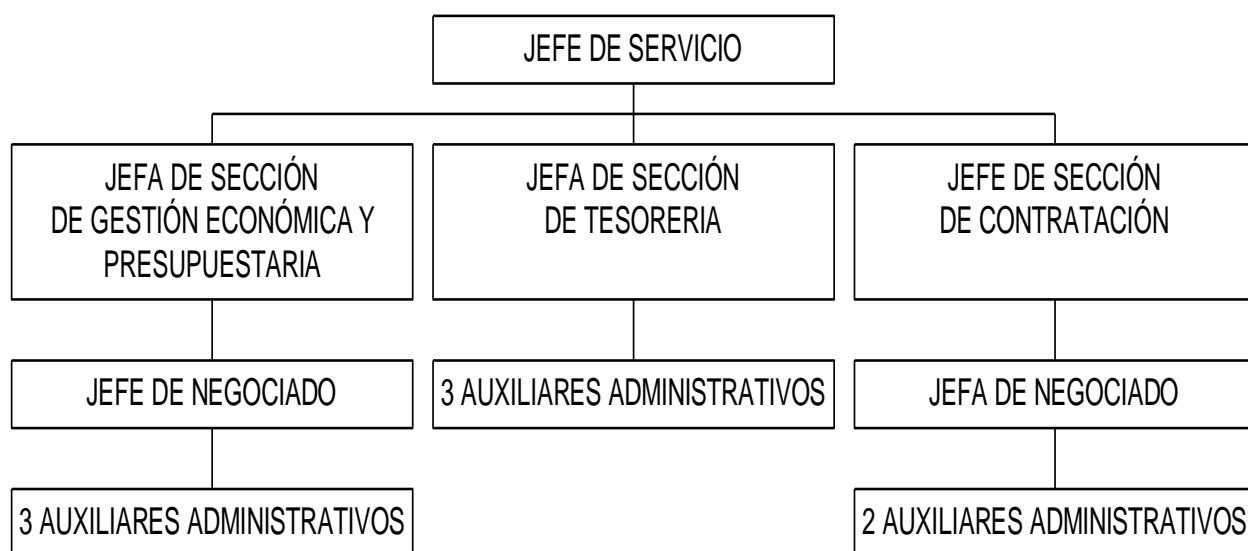 JEFE DE SERVICIO
JEFA DE SECCIÓN
DE GESTIÓN ECONÓMICA Y
PRESUPUESTARIA
JEFA DE SECCIÓN
DE TESORERIA
JEFE DE SECCIÓN
DE CONTRATACIÓN
JEFE DE NEGOCIADO
3 AUXILIARES ADMINISTRATIVOS
JEFA DE NEGOCIADO
3 AUXILIARES ADMINISTRATIVOS
2 AUXILIARES ADMINISTRATIVOS